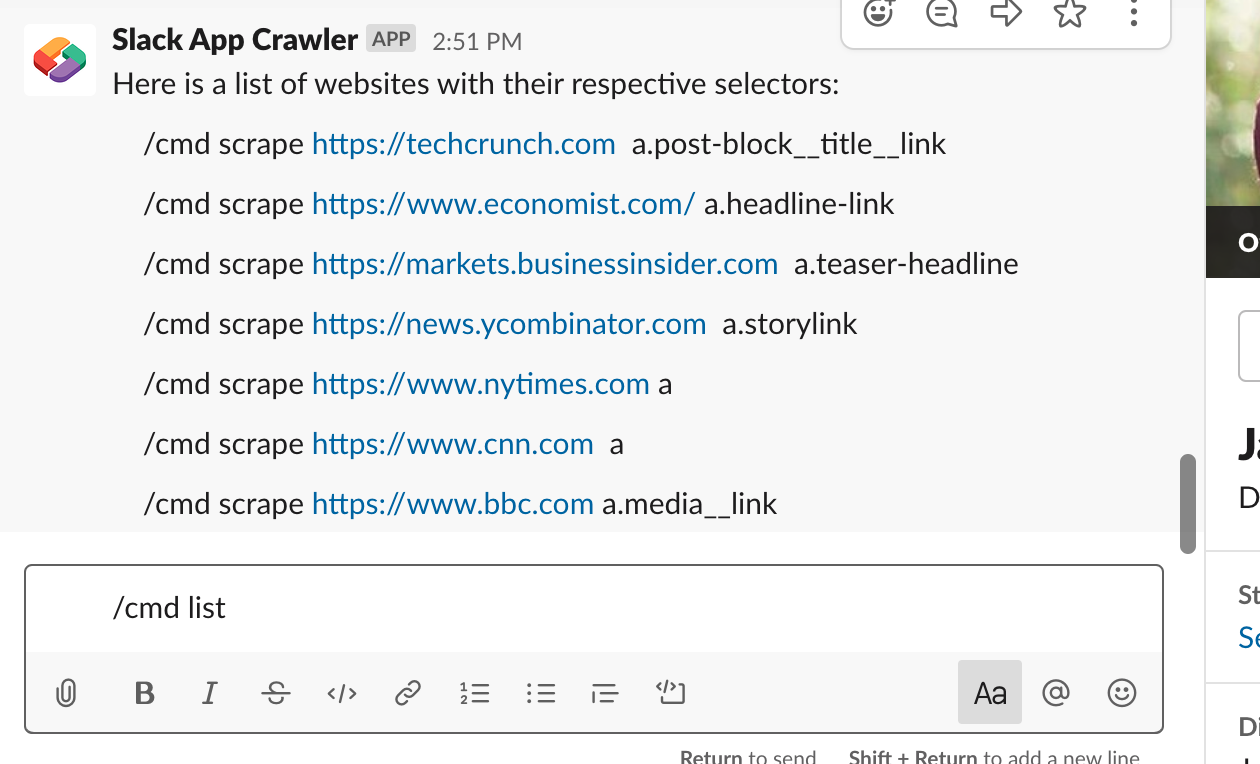 Slack App Crawler APP 2:51 PM
Here is a list of websites with their respective selectors:
/cmd scrape https://techcrunch.com a.post-block__title__link
/cmd scrape https://www.economist.com/ a.headline-link
/cmd scrape https://markets.businessinsider.com a.teaser-headline
/cmd scrape https://news.ycombinator.com a.storylink
/cmd scrape https://www.nytimes.com a
/cmd scrape https://www.cnn.com a
/cmd scrape https://www.bbc.com a.media__link
/cmd list
B I S </> Aa @
Return to send Shift + Return to add a new line